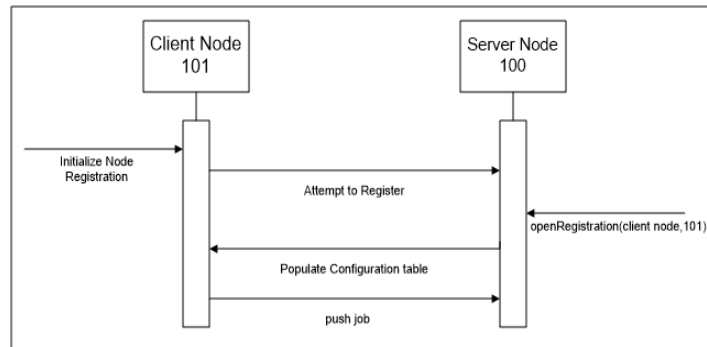 Client Node
101
Server Node
100
Initialize Node
Registration
Attempt to Register
openRegistration(client node,101)
Populate Configuration table
push job